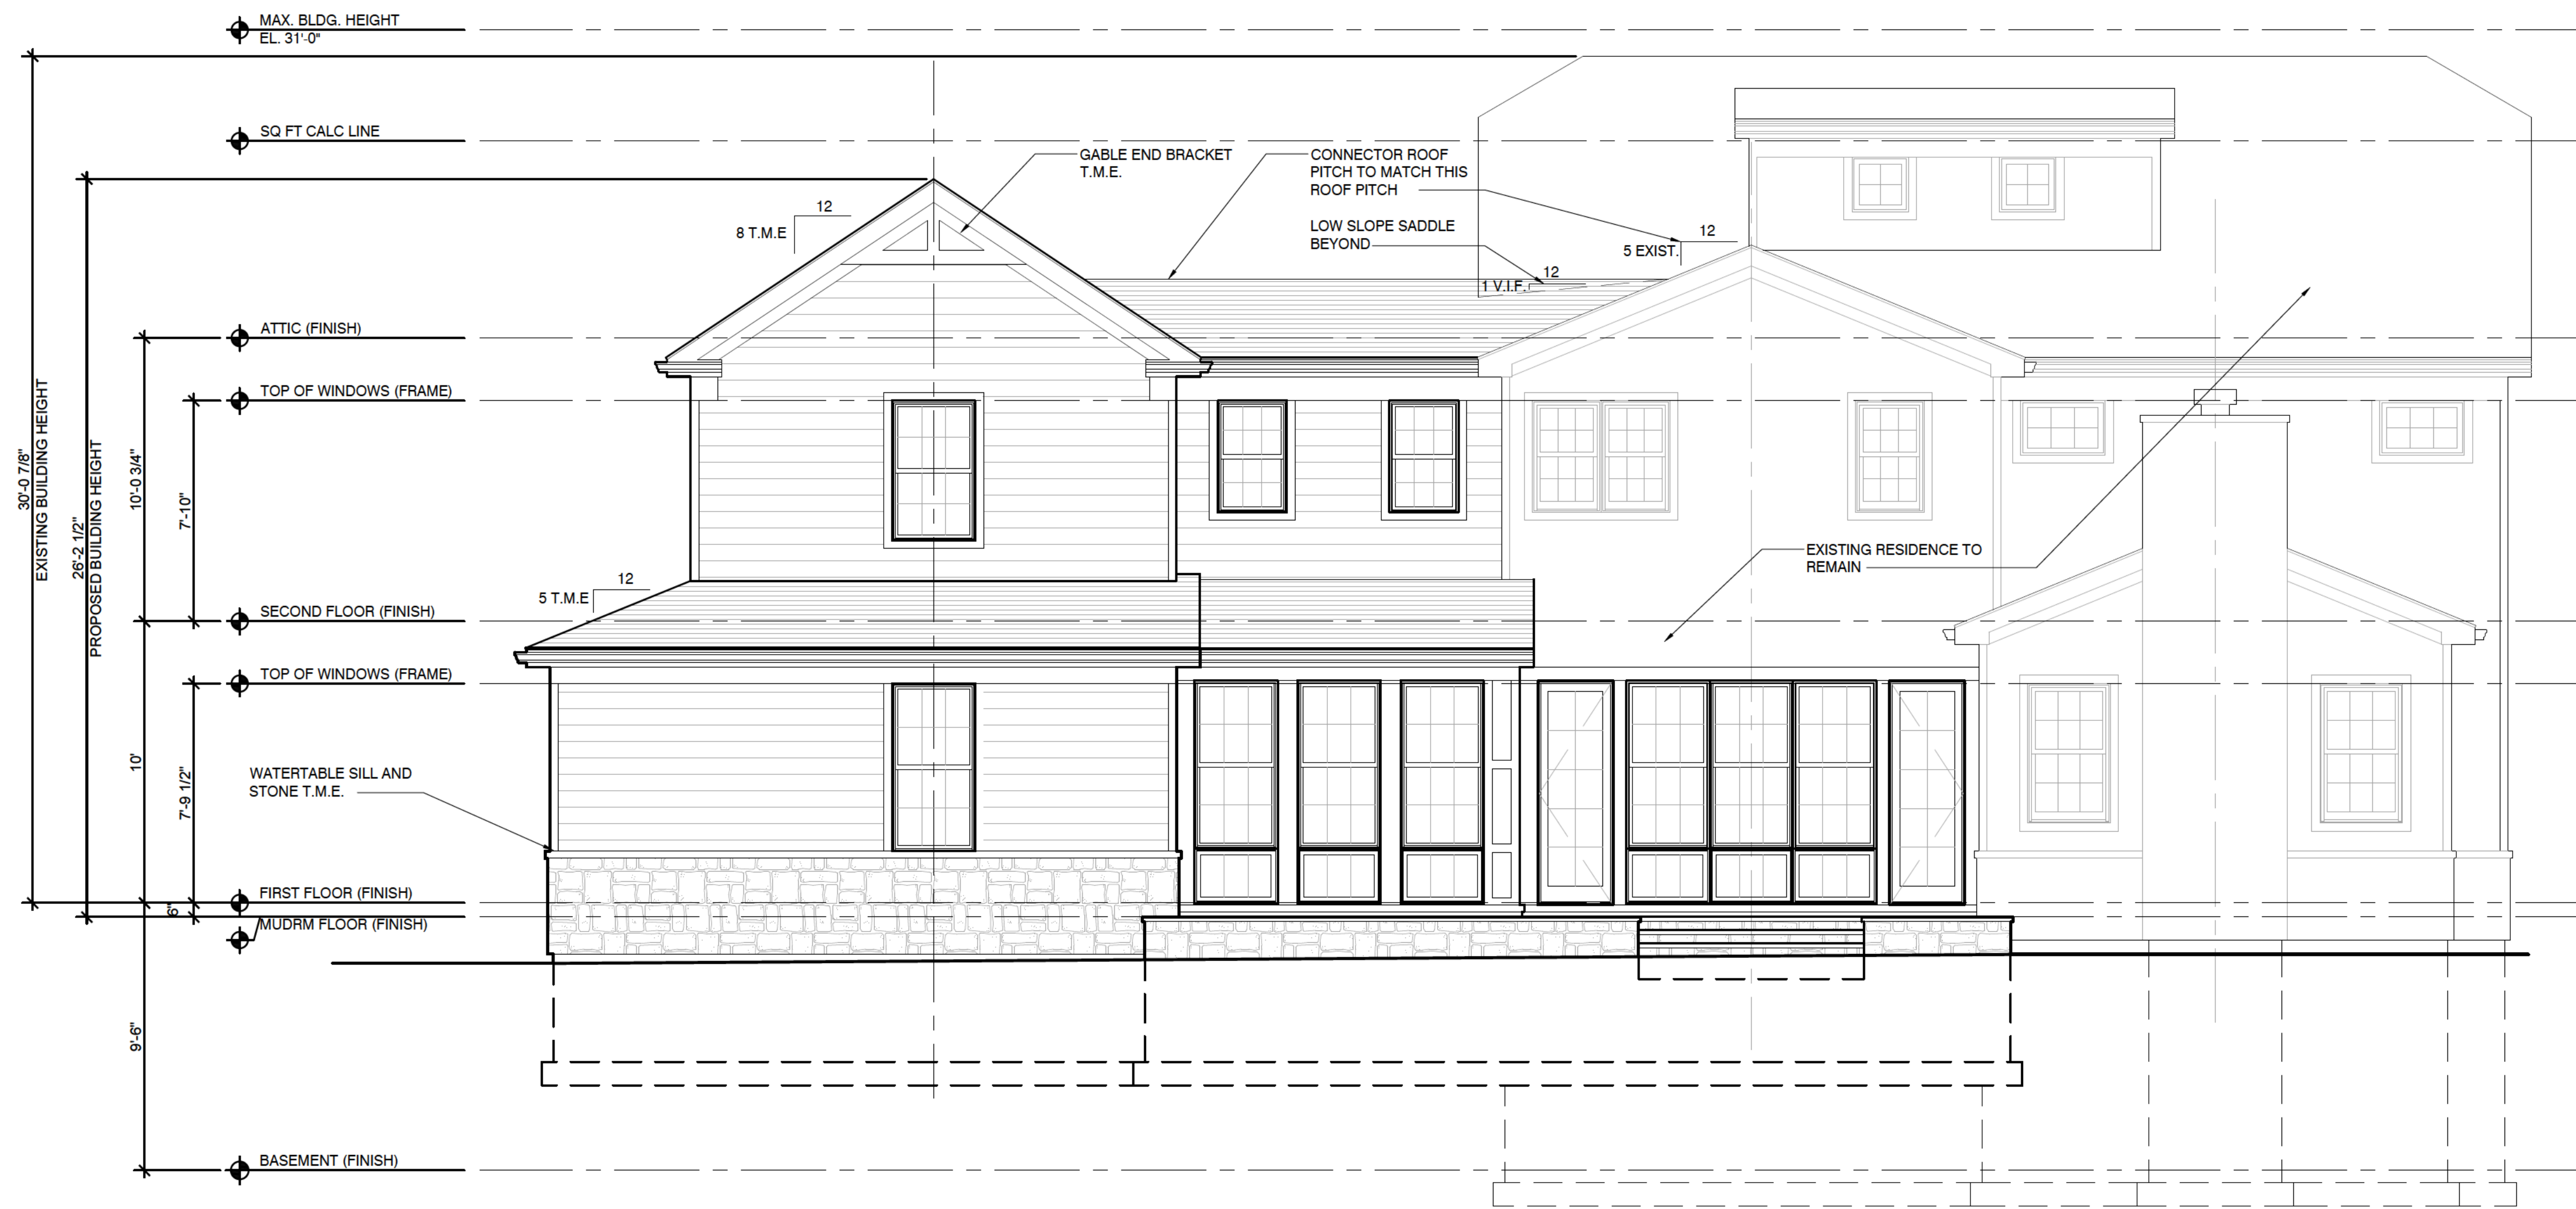 MAX. BLDG. HEIGHT
EL. 31'-0"
SQ FT CALC LINE
GABLE END BRACKET
T.M.E.
CONNECTOR ROOF
PITCH TO MATCH THIS
ROOF PITCH
LOW SLOPE SADDLE
BEYOND
12
8 T.M.E
12
5 EXIST.
12
1 V.I.F.
ATTIC (FINISH)
TOP OF WINDOWS (FRAME)
30'-0 7/8"
EXISTING BUILDING HEIGHT
26'-2 1/2"
PROPOSED BUILDING HEIGHT
10'-0 3/4"
7'-10"
12
5 T.M.E
EXISTING RESIDENCE TO
REMAIN
SECOND FLOOR (FINISH)
TOP OF WINDOWS (FRAME)
10'
7'-9 1/2"
WATERTABLE SILL AND
STONE T.M.E.
FIRST FLOOR (FINISH)
6"
MUDRM FLOOR (FINISH)
9'-6"
BASEMENT (FINISH)